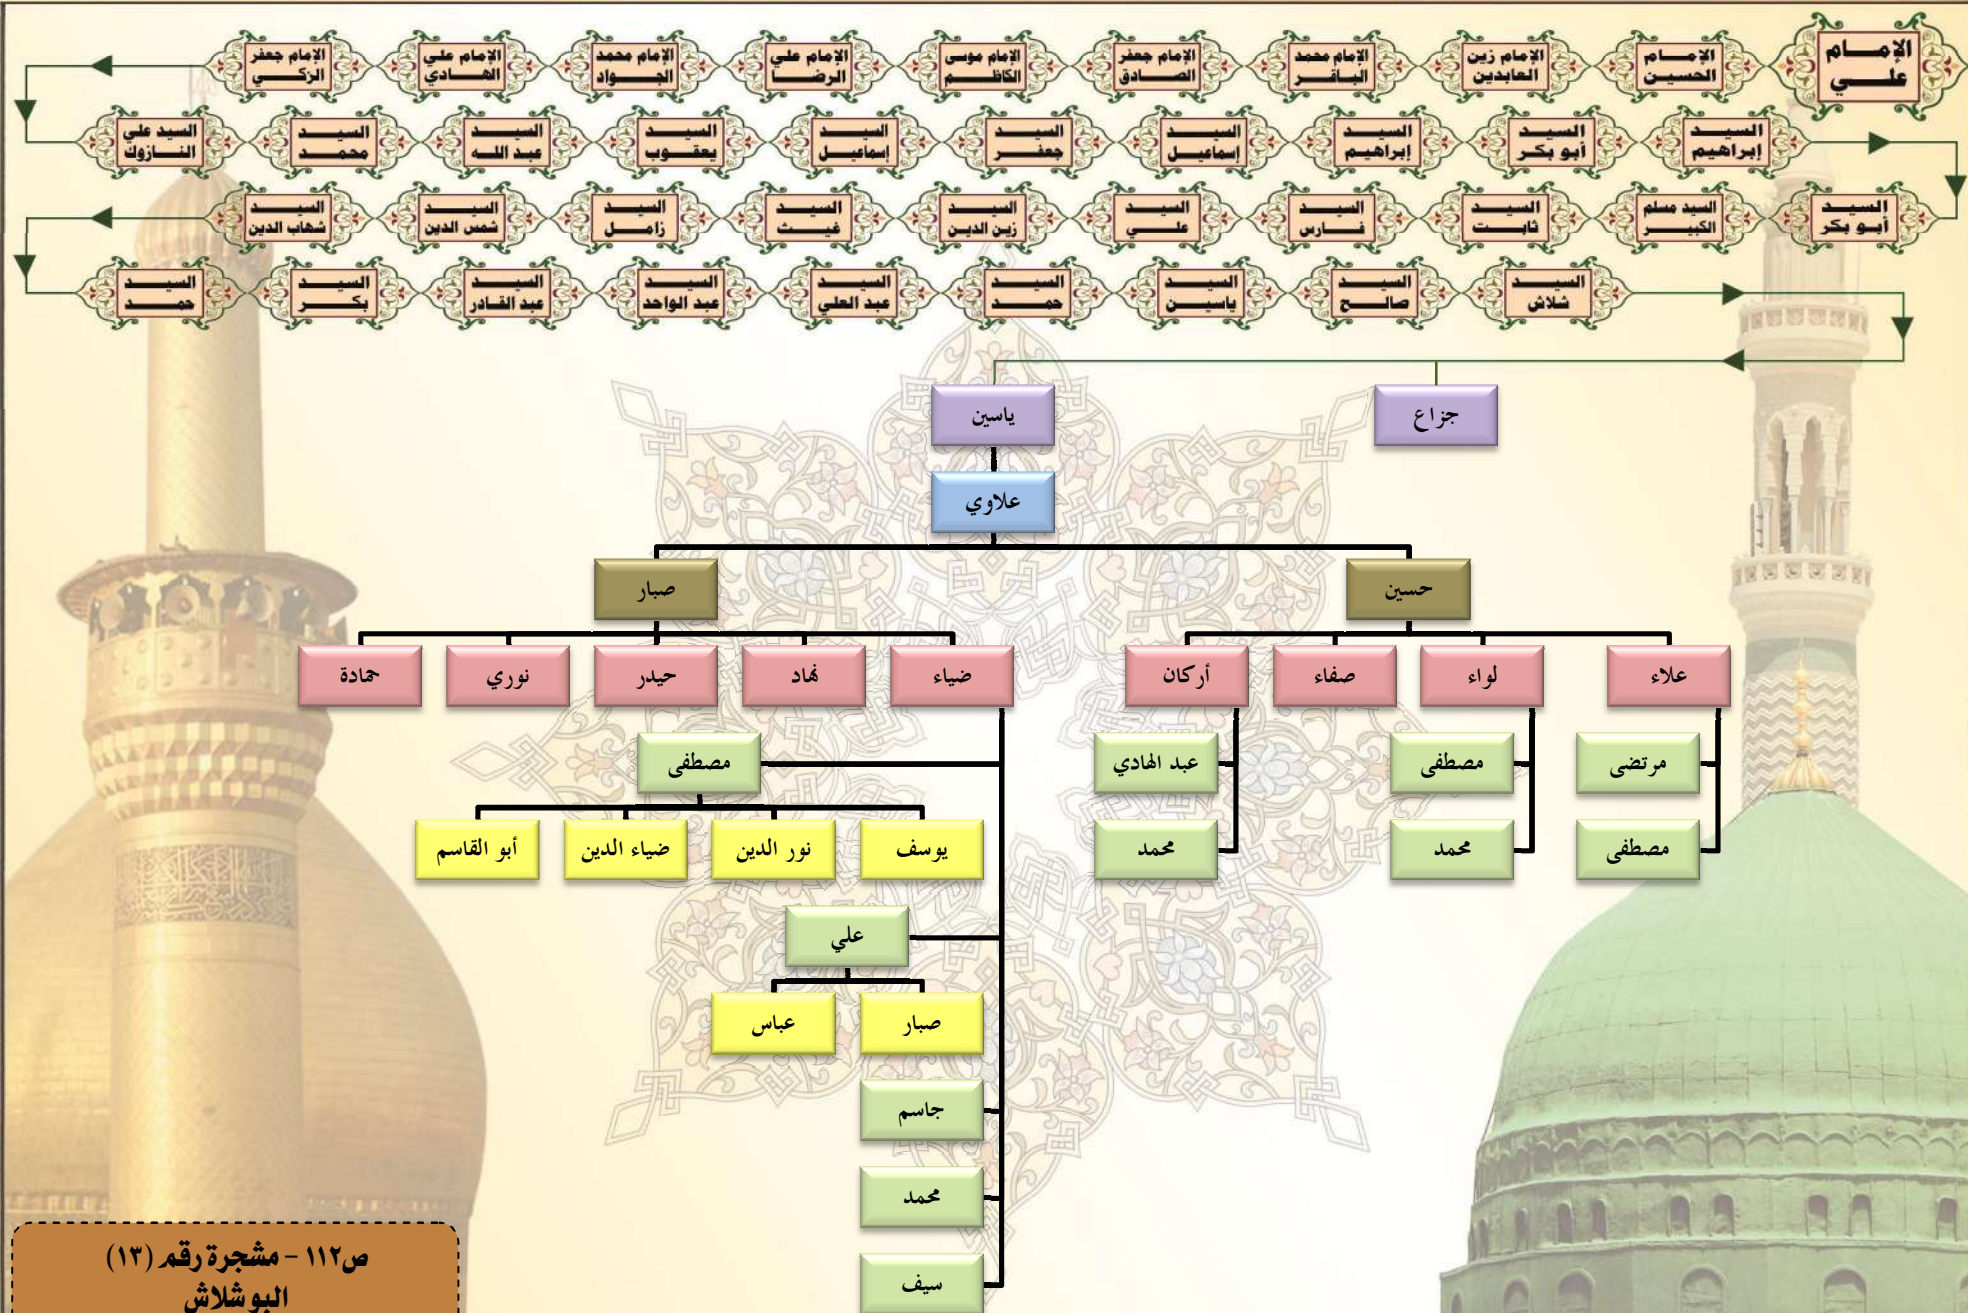 الإمام
علي
الإمام
الحسين
الإمام زين
العابدين
الإمام محمد
الباقر
الإمام جعفر
الصادق
الإمام موسى
الكاظم
الإمام علي
الرضا
الإمام محمد
الجواد
الإمام علي
الهادي
الإمام جعفر
الزكي
السيد علي
النازوك
السيد
محمد
السيد
عبد الله
السيد
يعقوب
السيد
إسماعيل
السيد
جعفر
السيد
إسماعيل
السيد
إبراهيم
السيد
أبو بكر
السيد
إبراهيم
السيد
أبو بكر
السيد مسلم
الكبير
السيد
ثابت
السيد
فارس
السيد
علي
السيد
زين الدين
السيد
غيث
السيد
زامل
السيد
شمس الدين
السيد
شهاب الدين
السيد
حمد
السيد
بكر
السيد
عبد القادر
السيد
عبد الواحد
السيد
عبد العلي
السيد
حمد
السيد
ياسين
السيد
صالح
السيد
شلاش
جزاع
ياسين
علاوي
حسين
صبار
علاء
لواء
صفاء
أركان
ضياء
نهاد
حيدر
نوري
حمادة
مرتضى
مصطفى
عبد الهادي
مصطفى
مصطفى
محمد
محمد
يوسف
نور الدين
ضياء الدين
أبو القاسم
علي
صبار
عباس
جاسم
محمد
سيف
ص١١٢ - مشجرة رقم (١٣)
البوشلاش